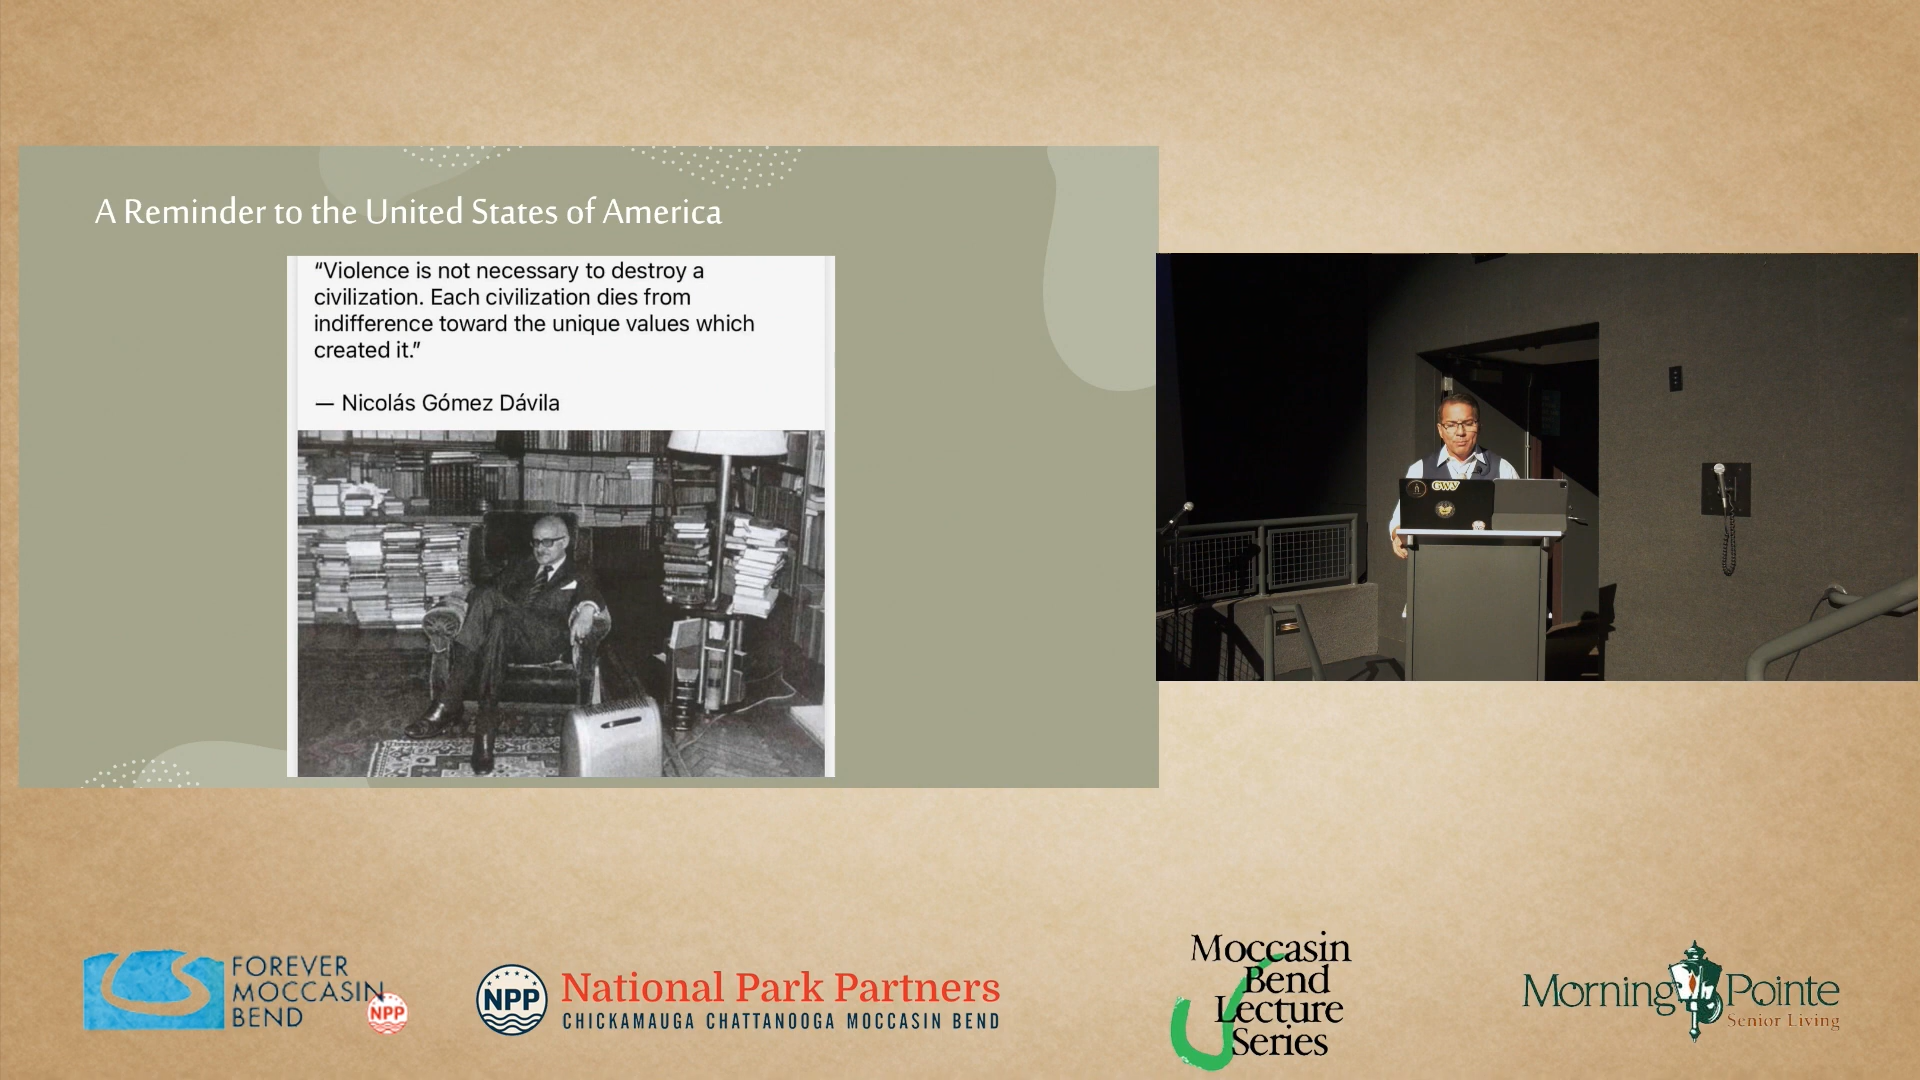 A Reminder to the United States of America
“Violence is not necessary to destroy a
civilization. Each civilization dies from
indifference toward the unique values which
created it.”
— Nicolás Gómez Dávila
GWY
FOREVER
MOCCASIN
BEND
NPP
NPP
National Park Partners
CHICKAMAUGA CHATTANOOGA MOCCASIN BEND
Moccasin
Bend
Lecture
Series
Morning Pointe
Senior Living